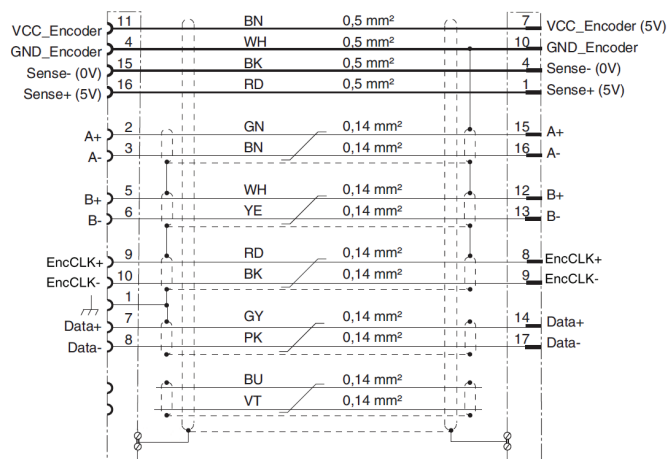 VCC_Encoder 11 BN 0,5 mm² 7 VCC_Encoder (5V)
GND_Encoder 4 WH 0,5 mm² 10 GND_Encoder
Sense- (0V) 15 BK 0,5 mm² 4 Sense- (0V)
Sense+ (5V) 16 RD 0,5 mm² 1 Sense+ (5V)
A+ 2 GN 0,14 mm² 15 A+
A- 3 BN 0,14 mm² 16 A-
B+ 5 WH 0,14 mm² 12 B+
B- 6 YE 0,14 mm² 13 B-
EncCLK+ 9 RD 0,14 mm² 8 EncCLK+
EncCLK- 10 BK 0,14 mm² 9 EncCLK-
1
Data+ 7 GY 0,14 mm² 14 Data+
Data- 8 PK 0,14 mm² 17 Data-
BU 0,14 mm²
VT 0,14 mm²